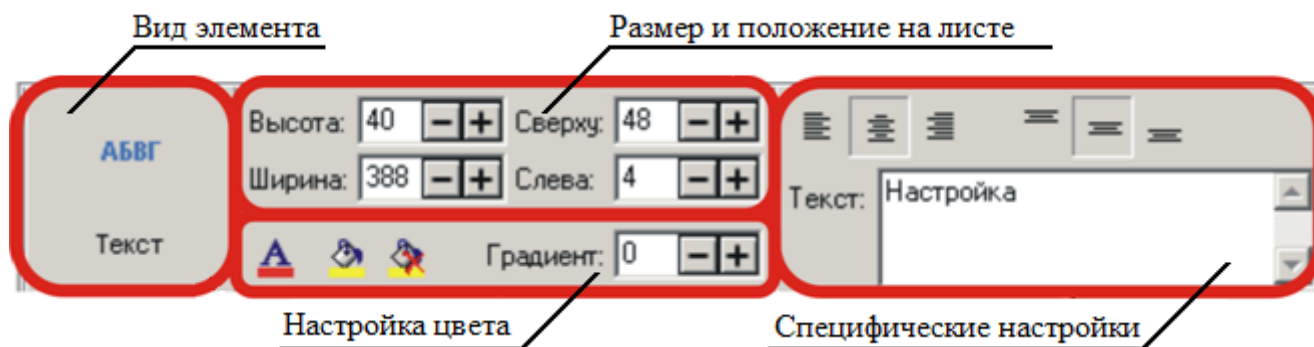 Вид элемента
Размер и положение на листе
АБВГ
Текст
Высота: 40 Сверху: 48
Ширина: 388 Слева: 4
A Градиент: 0
Текст: Настройка
Настройка цвета
Специфические настройки